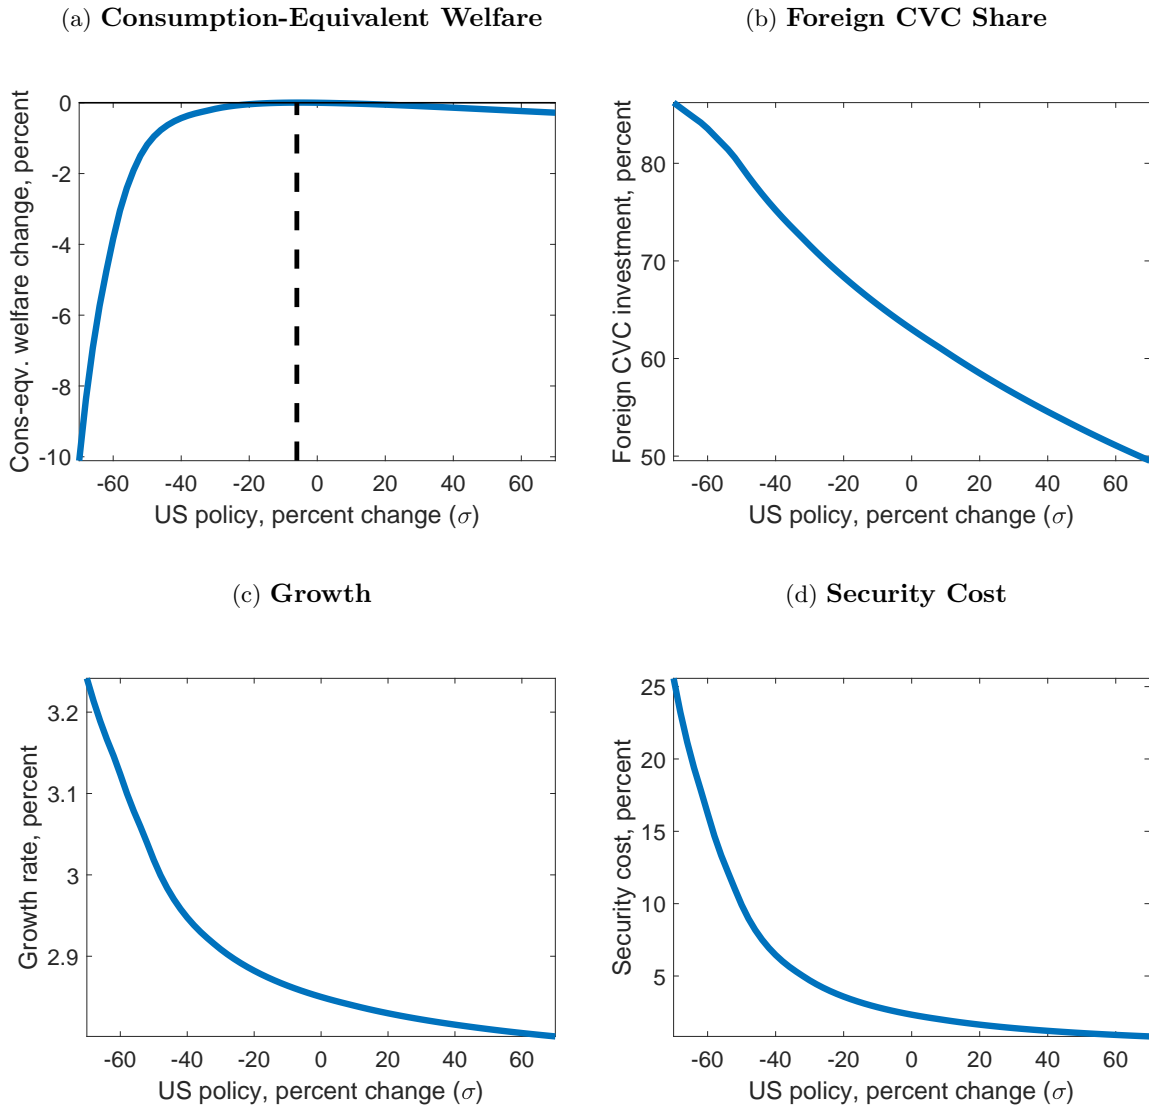 (a) Consumption-Equivalent Welfare
Cons-eqv. welfare change, percent
0
-2
-4
-6
-8
-10
-60 -40 -20 0 20 40 60
US policy, percent change (σ)
(b) Foreign CVC Share
Foreign CVC investment, percent
80
70
60
50
-60 -40 -20 0 20 40 60
US policy, percent change (σ)
(c) Growth
Growth rate, percent
3.2
3.1
3
2.9
-60 -40 -20 0 20 40 60
US policy, percent change (σ)
(d) Security Cost
Security cost, percent
25
20
15
10
5
-60 -40 -20 0 20 40 60
US policy, percent change (σ)